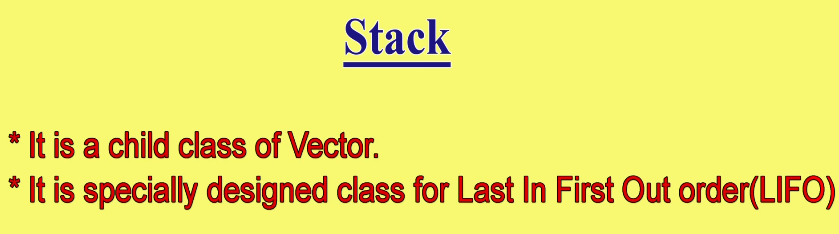 Stack
* It is a child class of Vector.
* It is specially designed class for Last In First Out order(LIFO)